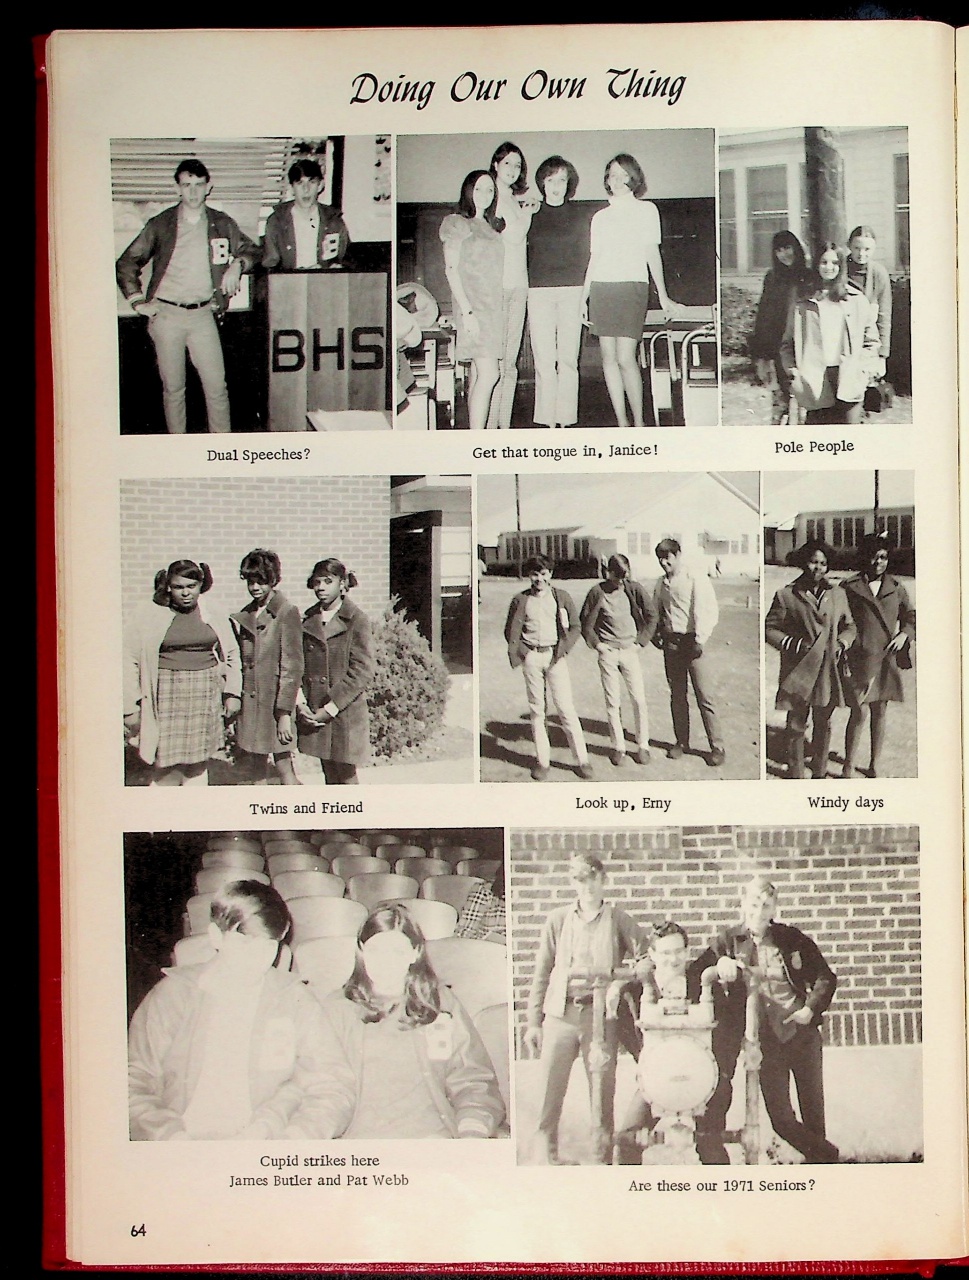 Doing Our Own Thing
B
E
BHS
Dual Speeches?
Get that tongue in, Janice!
Pole People
Twins and Friend
Look up, Erny
Windy days
Cupid strikes here
James Butler and Pat Webb
Are these our 1971 Seniors?
64